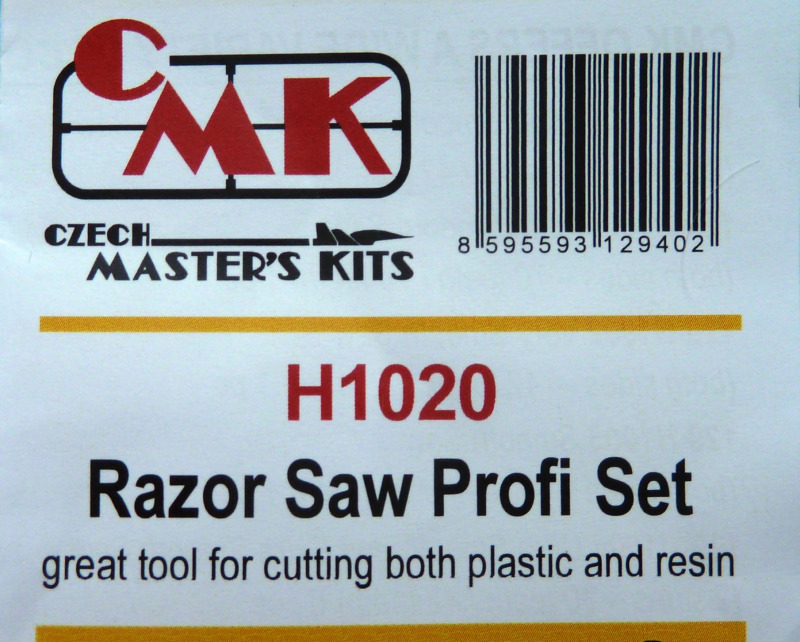 CMK
CZECH
MASTER'S KITS
8 595593 129402
H1020
Razor Saw Profi Set
great tool for cutting both plastic and resin